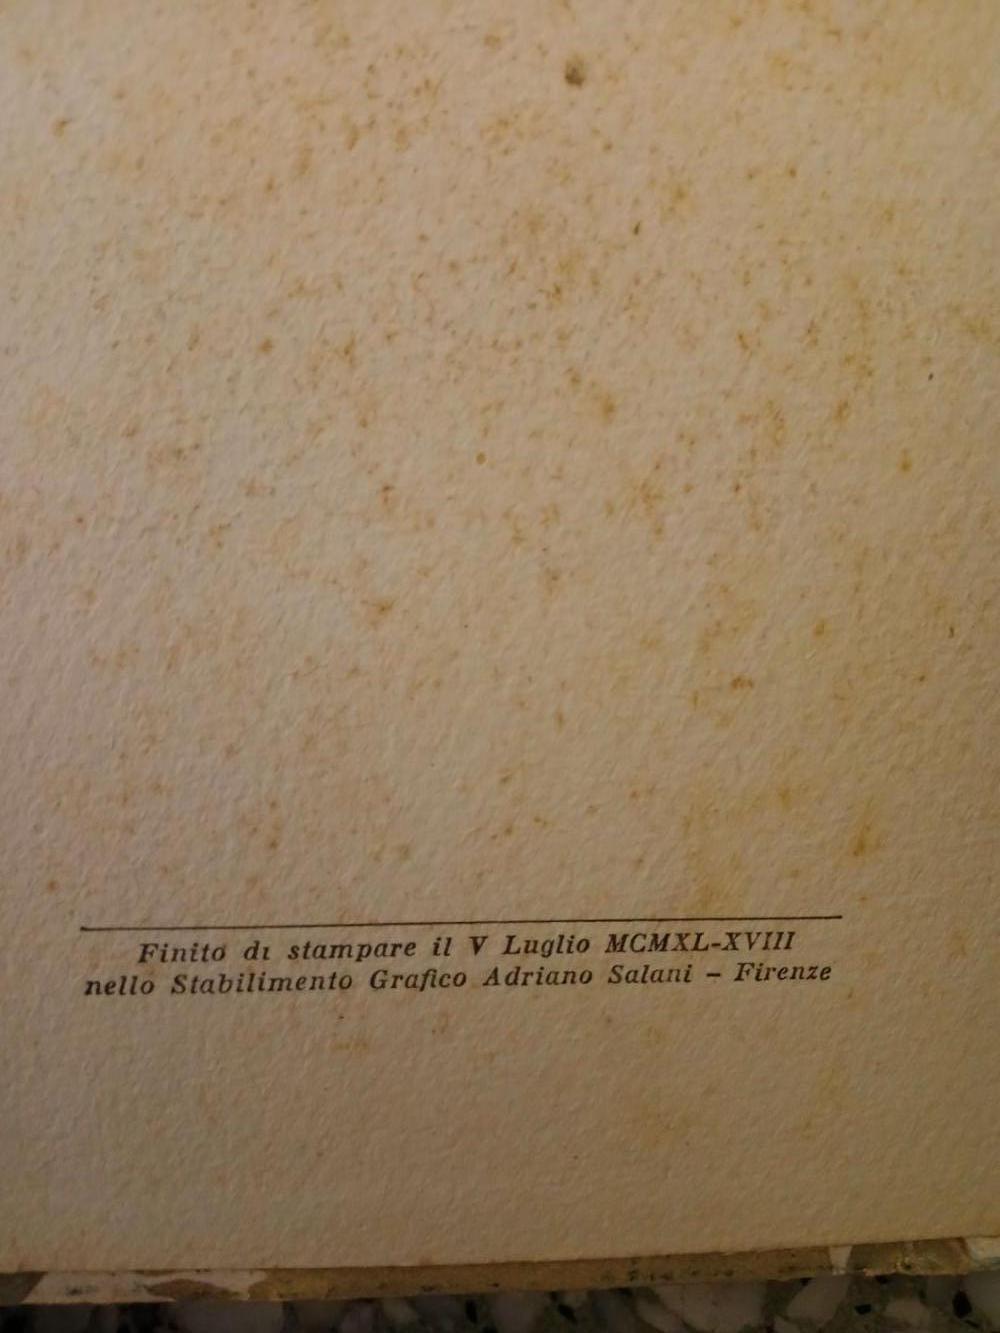 Finito di stampare il V Luglio MCMXL-XVIII
nello Stabilimento Grafico Adriano Salani – Firenze